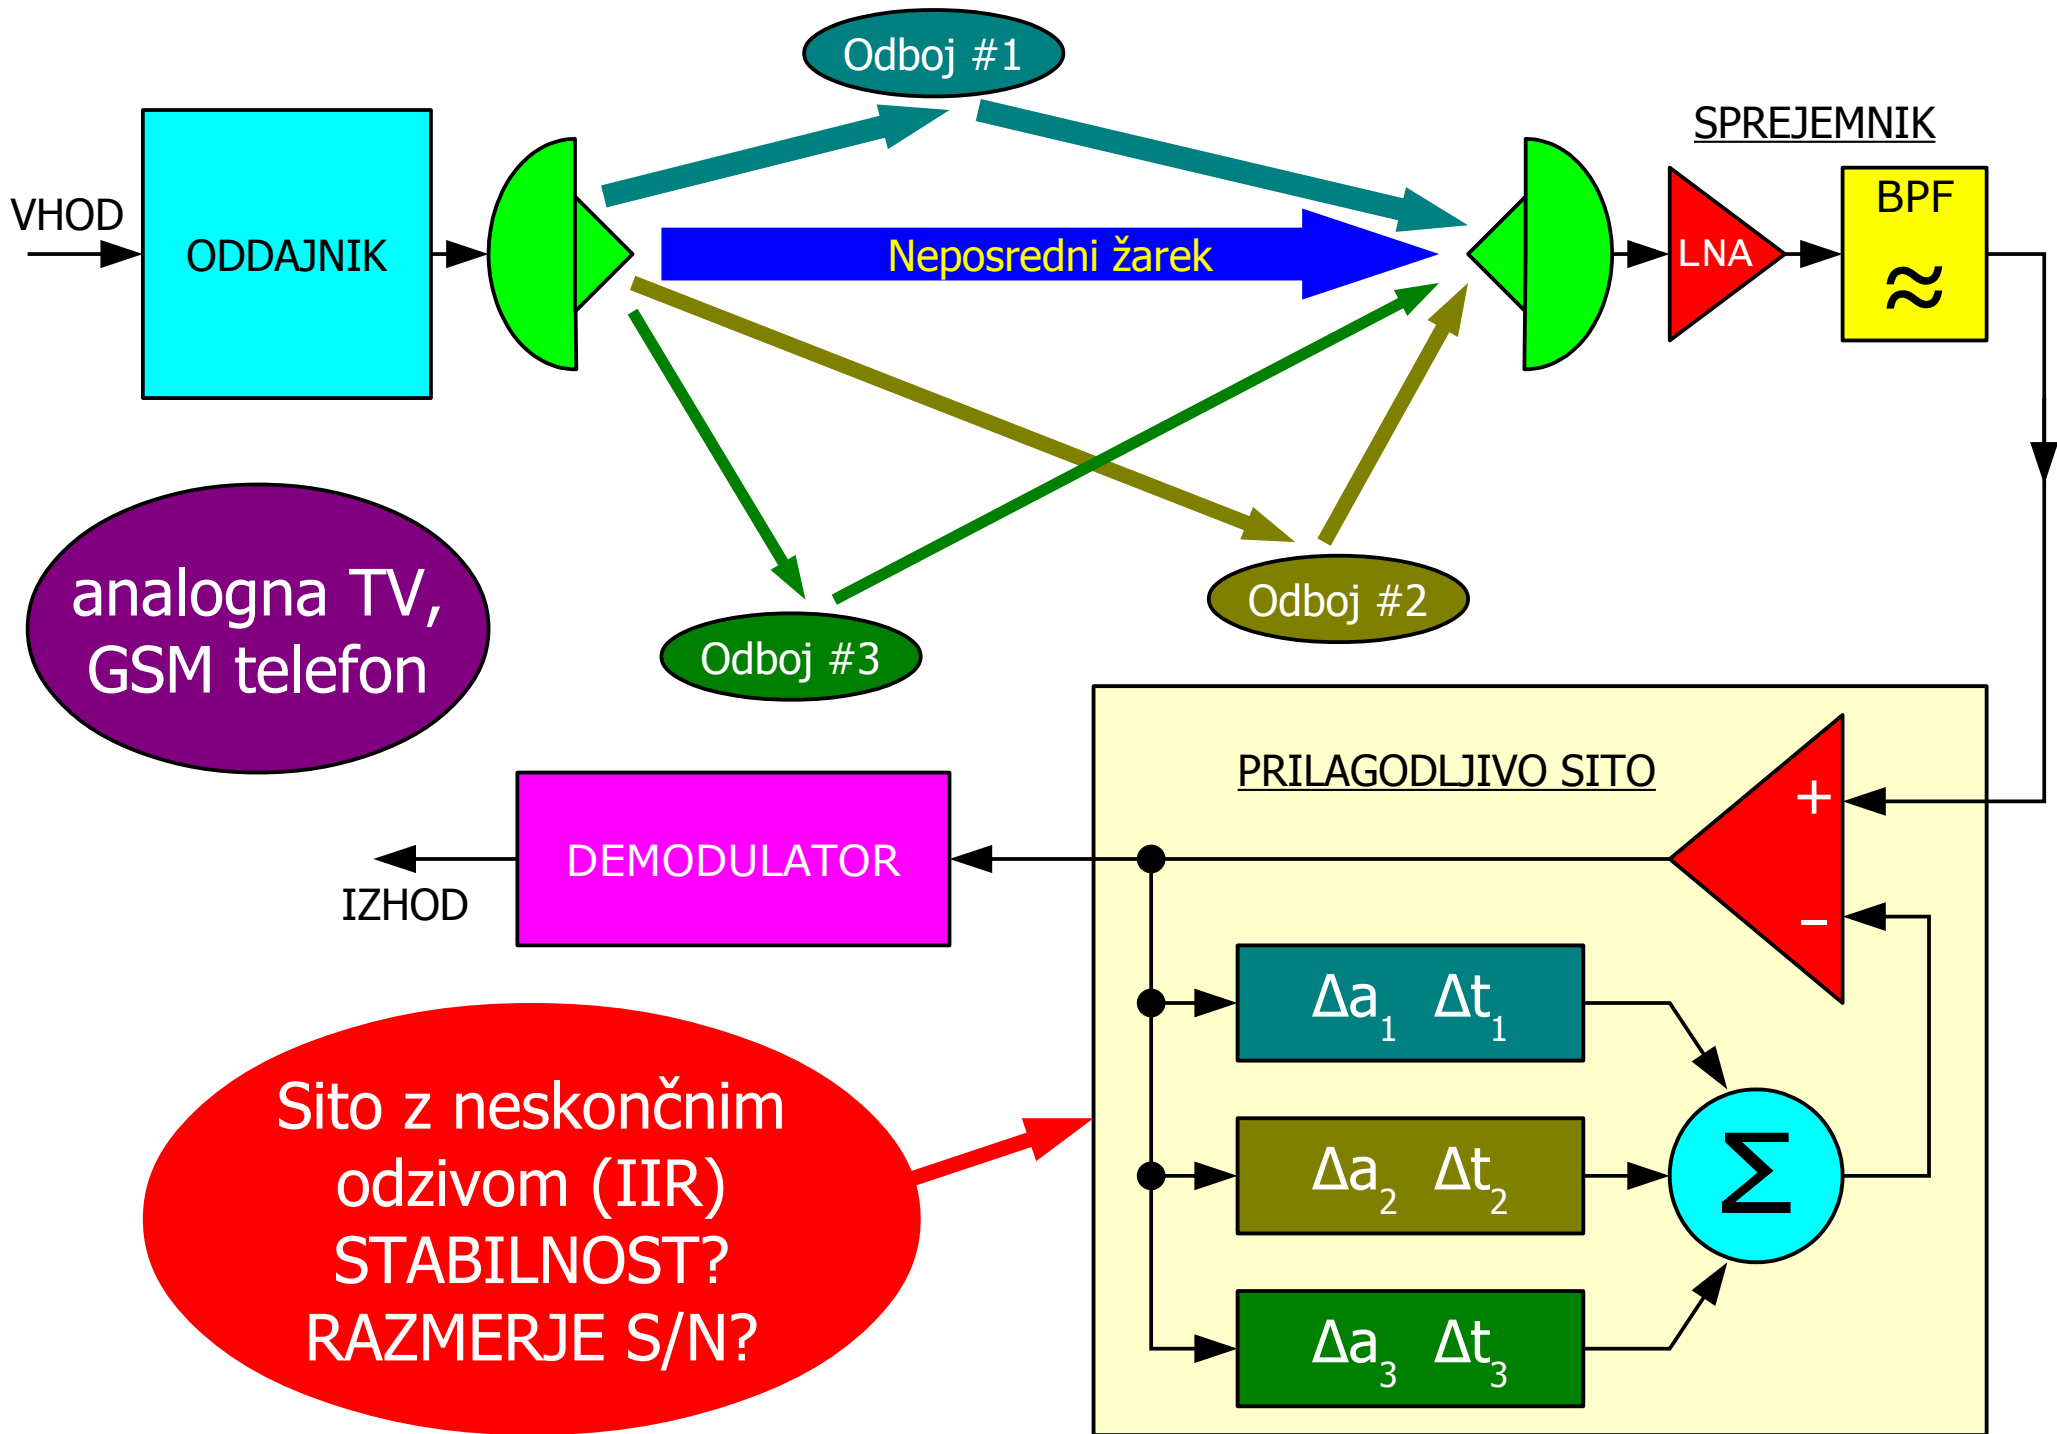 Odboj #1
SPREJEMNIK
VHOD
ODDAJNIK
Neposredni žarek
LNA
BPF
≈
analogna TV,
GSM telefon
Odboj #2
Odboj #3
PRILAGODLJIVO SITO
+
–
DEMODULATOR
IZHOD
Δa1 Δt1
Δa2 Δt2
Σ
Δa3 Δt3
Sito z neskončnim
odzivom (IIR)
STABILNOST?
RAZMERJE S/N?